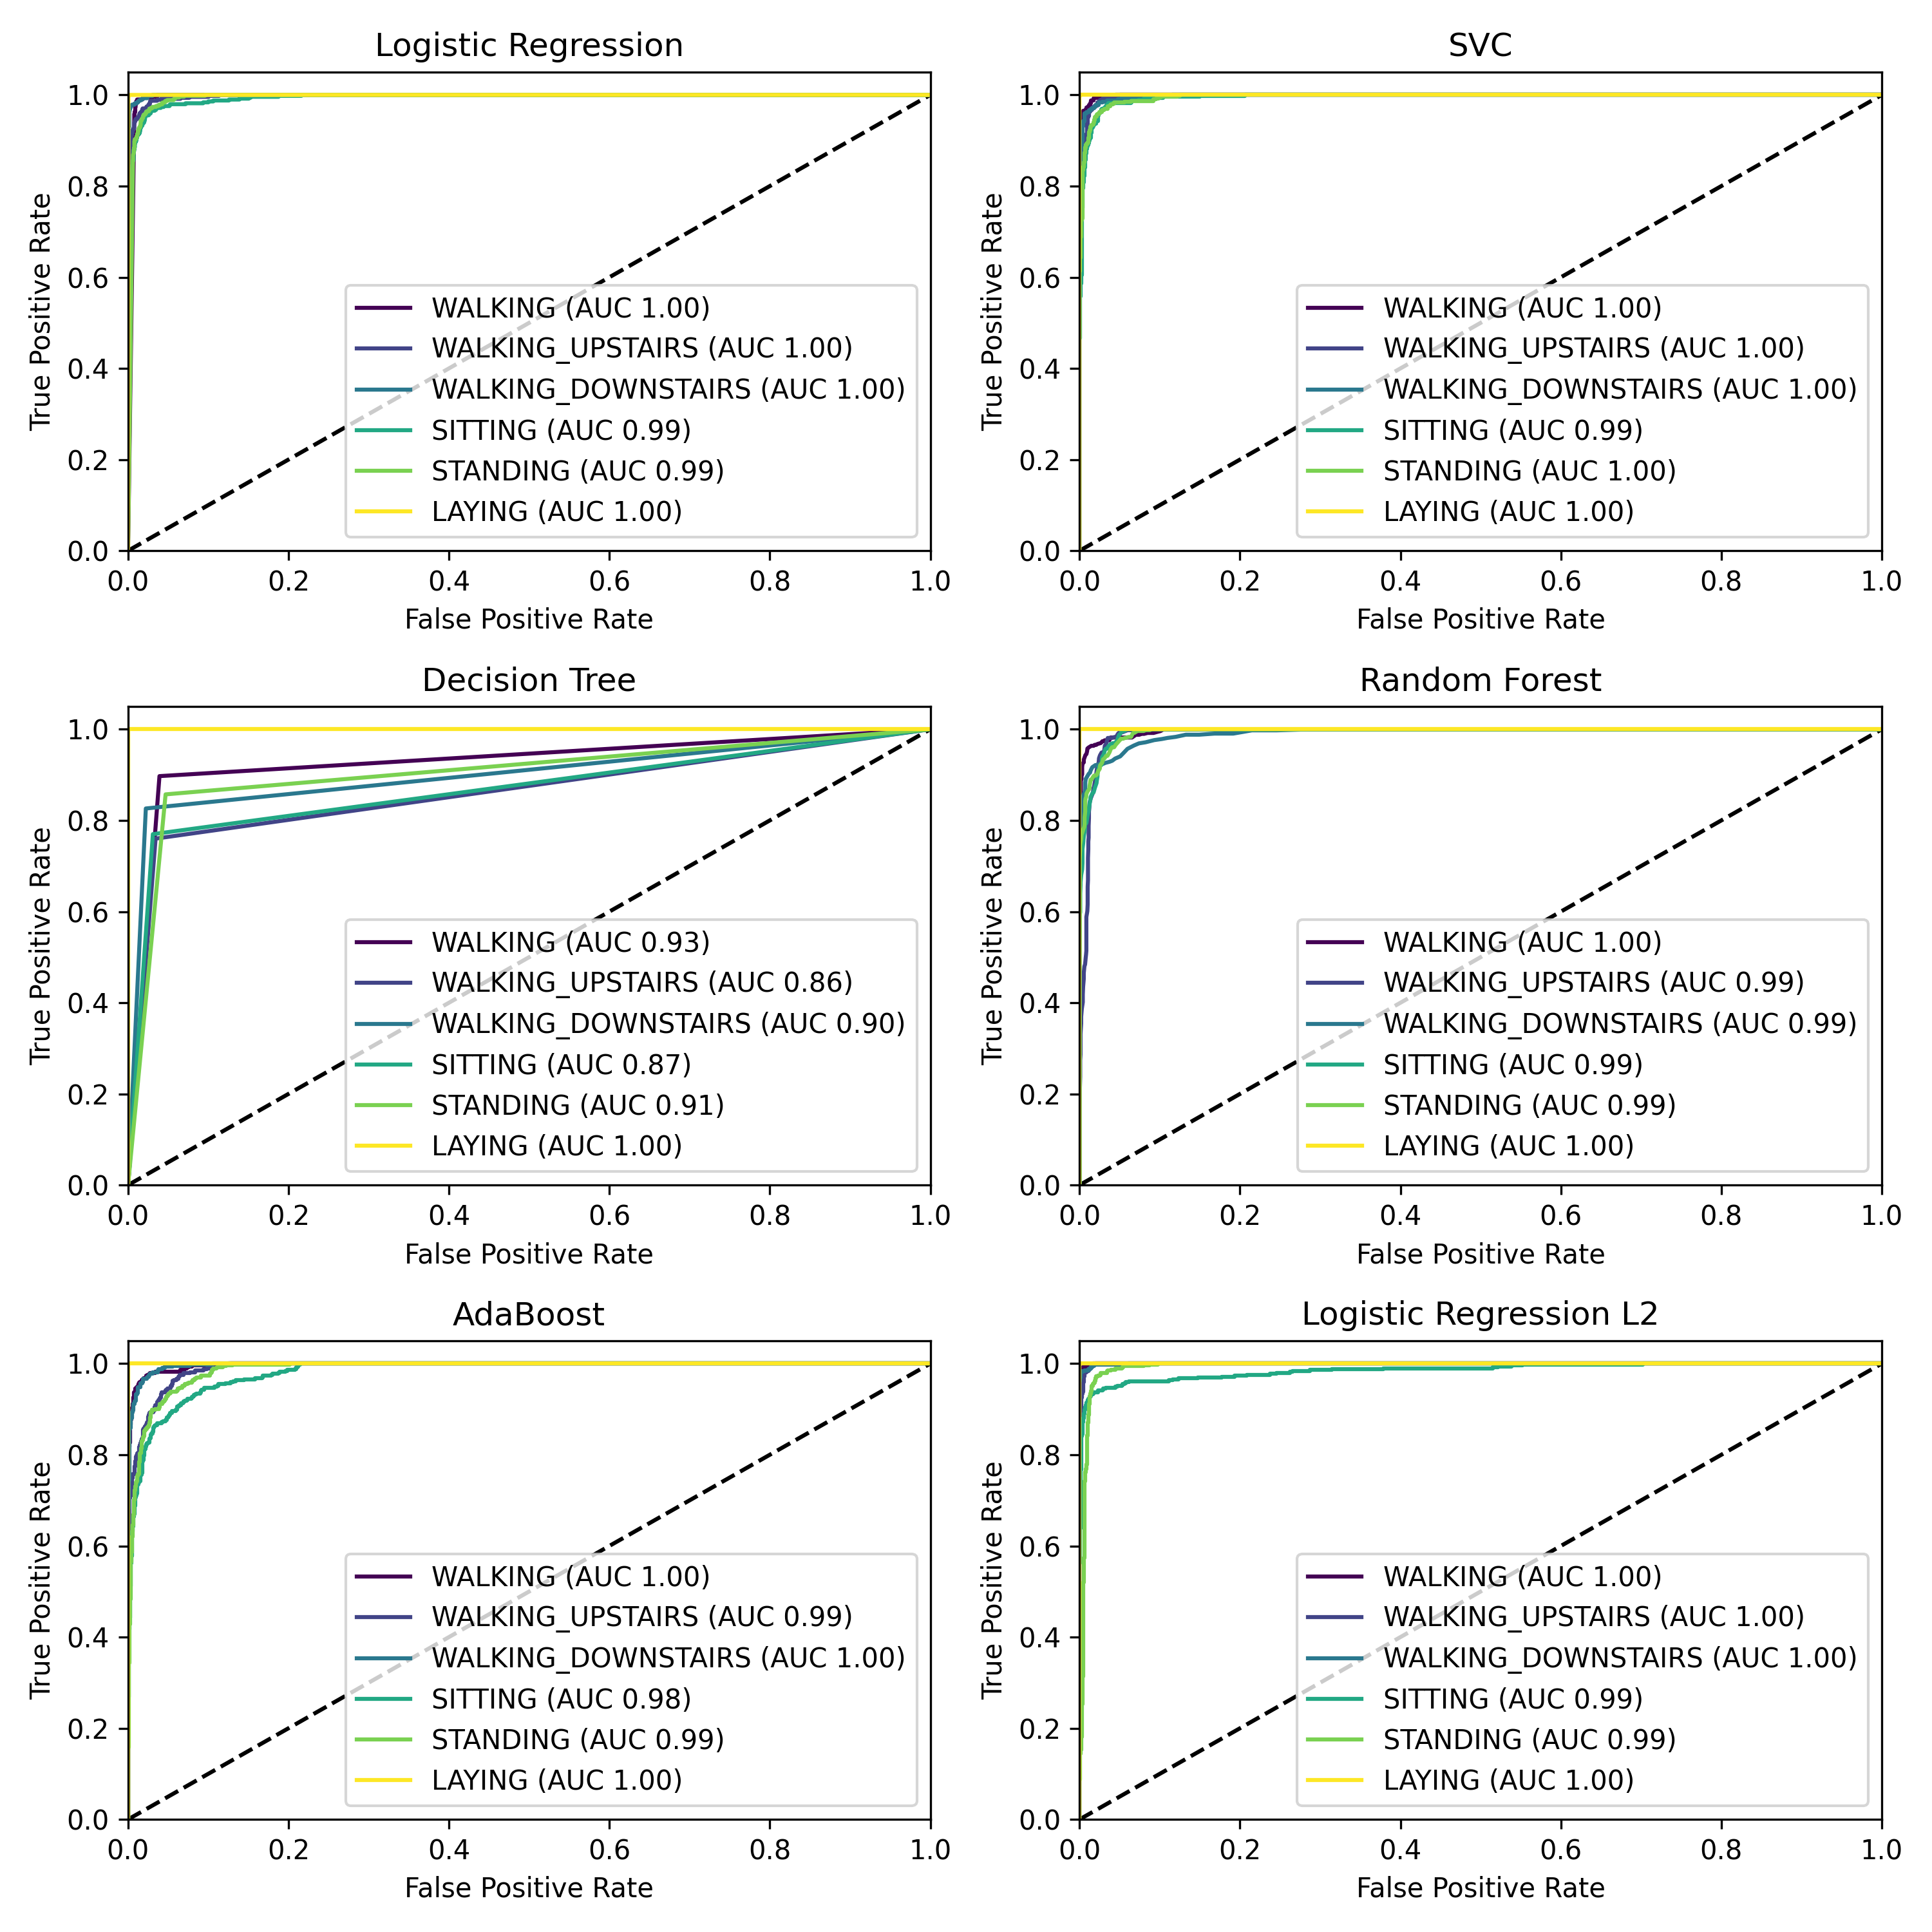 Logistic Regression
True Positive Rate
1.0
0.8
0.6
0.4
0.2
0.0
WALKING (AUC 1.00)
WALKING_UPSTAIRS (AUC 1.00)
WALKING_DOWNSTAIRS (AUC 1.00)
SITTING (AUC 0.99)
STANDING (AUC 0.99)
LAYING (AUC 1.00)
0.0 0.2 0.4 0.6 0.8 1.0
False Positive Rate
SVC
True Positive Rate
1.0
0.8
0.6
0.4
0.2
0.0
WALKING (AUC 1.00)
WALKING_UPSTAIRS (AUC 1.00)
WALKING_DOWNSTAIRS (AUC 1.00)
SITTING (AUC 0.99)
STANDING (AUC 1.00)
LAYING (AUC 1.00)
0.0 0.2 0.4 0.6 0.8 1.0
False Positive Rate
Decision Tree
True Positive Rate
1.0
0.8
0.6
0.4
0.2
0.0
WALKING (AUC 0.93)
WALKING_UPSTAIRS (AUC 0.86)
WALKING_DOWNSTAIRS (AUC 0.90)
SITTING (AUC 0.87)
STANDING (AUC 0.91)
LAYING (AUC 1.00)
0.0 0.2 0.4 0.6 0.8 1.0
False Positive Rate
Random Forest
True Positive Rate
1.0
0.8
0.6
0.4
0.2
0.0
WALKING (AUC 1.00)
WALKING_UPSTAIRS (AUC 0.99)
WALKING_DOWNSTAIRS (AUC 0.99)
SITTING (AUC 0.99)
STANDING (AUC 0.99)
LAYING (AUC 1.00)
0.0 0.2 0.4 0.6 0.8 1.0
False Positive Rate
AdaBoost
True Positive Rate
1.0
0.8
0.6
0.4
0.2
0.0
WALKING (AUC 1.00)
WALKING_UPSTAIRS (AUC 0.99)
WALKING_DOWNSTAIRS (AUC 1.00)
SITTING (AUC 0.98)
STANDING (AUC 0.99)
LAYING (AUC 1.00)
0.0 0.2 0.4 0.6 0.8 1.0
False Positive Rate
Logistic Regression L2
True Positive Rate
1.0
0.8
0.6
0.4
0.2
0.0
WALKING (AUC 1.00)
WALKING_UPSTAIRS (AUC 1.00)
WALKING_DOWNSTAIRS (AUC 1.00)
SITTING (AUC 0.99)
STANDING (AUC 0.99)
LAYING (AUC 1.00)
0.0 0.2 0.4 0.6 0.8 1.0
False Positive Rate